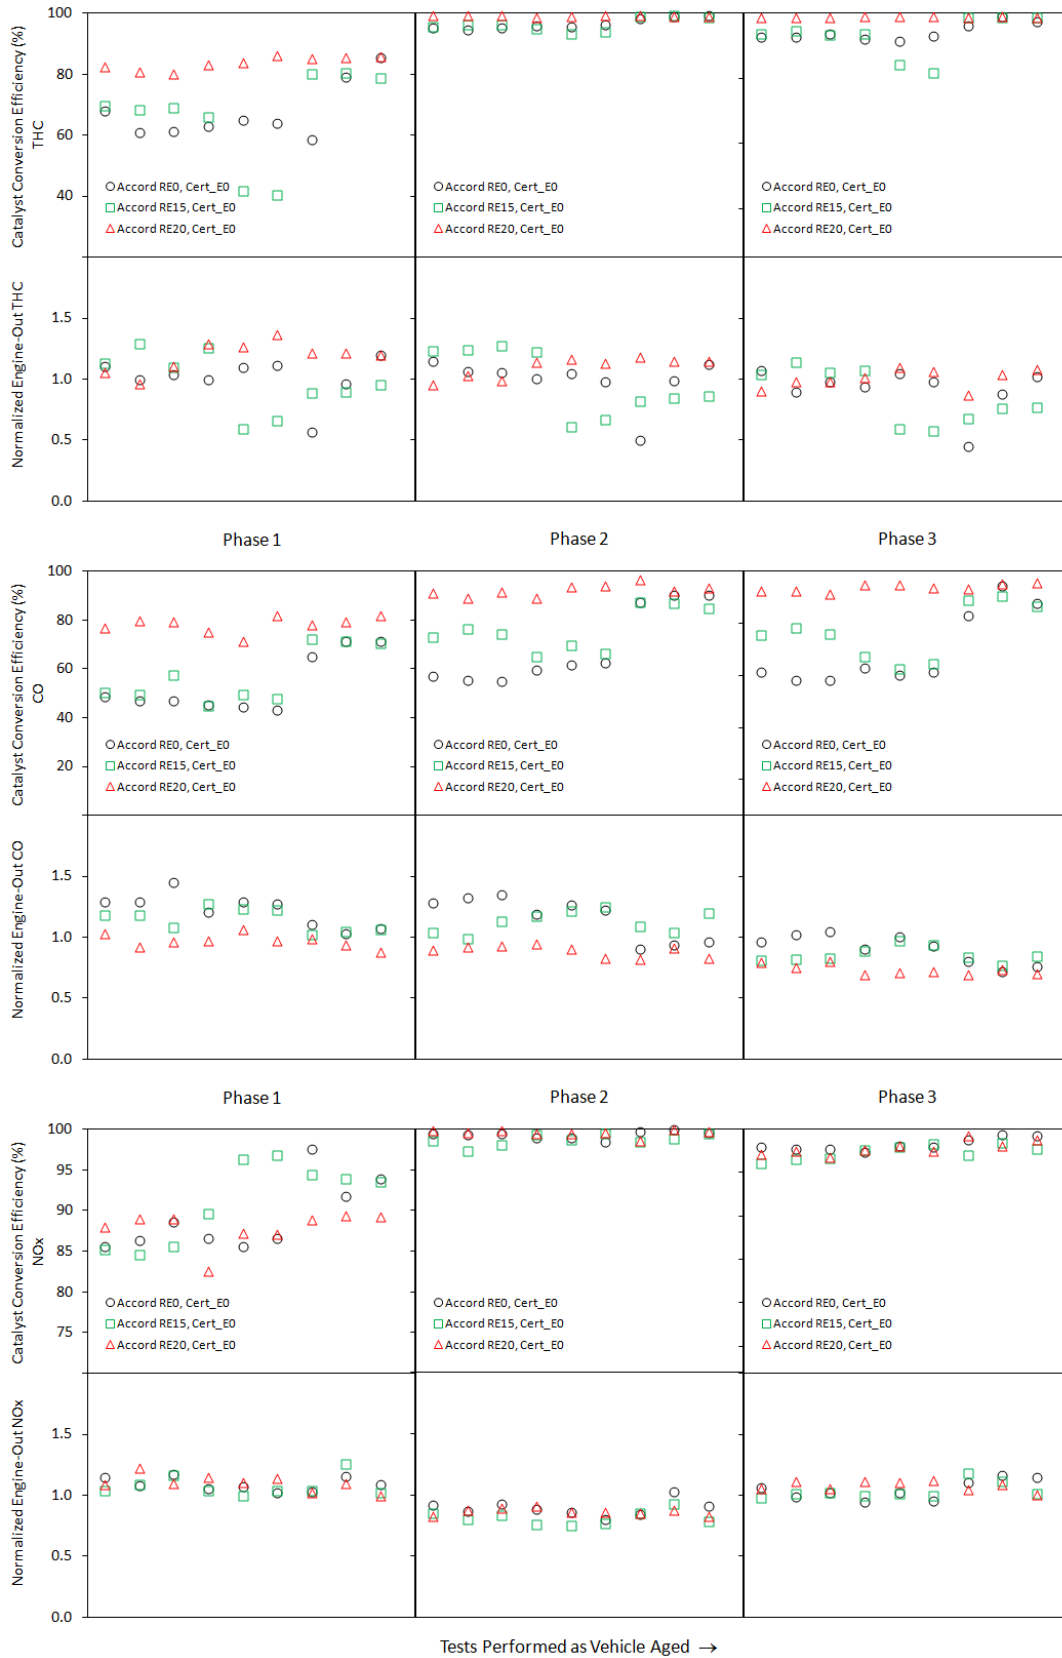 Catalyst Conversion Efficiency (%)
THC
100
80
60
40
Accord RE0, Cert_E0
Accord RE15, Cert_E0
Accord RE20, Cert_E0
Accord RE0, Cert_E0
Accord RE15, Cert_E0
Accord RE20, Cert_E0
Accord RE0, Cert_E0
Accord RE15, Cert_E0
Accord RE20, Cert_E0
Normalized Engine-Out THC
1.5
1.0
0.5
0.0
Phase 1 Phase 2 Phase 3
Catalyst Conversion Efficiency (%)
CO
100
80
60
40
20
Accord RE0, Cert_E0
Accord RE15, Cert_E0
Accord RE20, Cert_E0
Accord RE0, Cert_E0
Accord RE15, Cert_E0
Accord RE20, Cert_E0
Accord RE0, Cert_E0
Accord RE15, Cert_E0
Accord RE20, Cert_E0
Normalized Engine-Out CO
1.5
1.0
0.5
0.0
Phase 1 Phase 2 Phase 3
Catalyst Conversion Efficiency (%)
NOx
100
95
90
85
80
75
Accord RE0, Cert_E0
Accord RE15, Cert_E0
Accord RE20, Cert_E0
Accord RE0, Cert_E0
Accord RE15, Cert_E0
Accord RE20, Cert_E0
Accord RE0, Cert_E0
Accord RE15, Cert_E0
Accord RE20, Cert_E0
Normalized Engine-Out NOx
1.5
1.0
0.5
0.0
Tests Performed as Vehicle Aged →